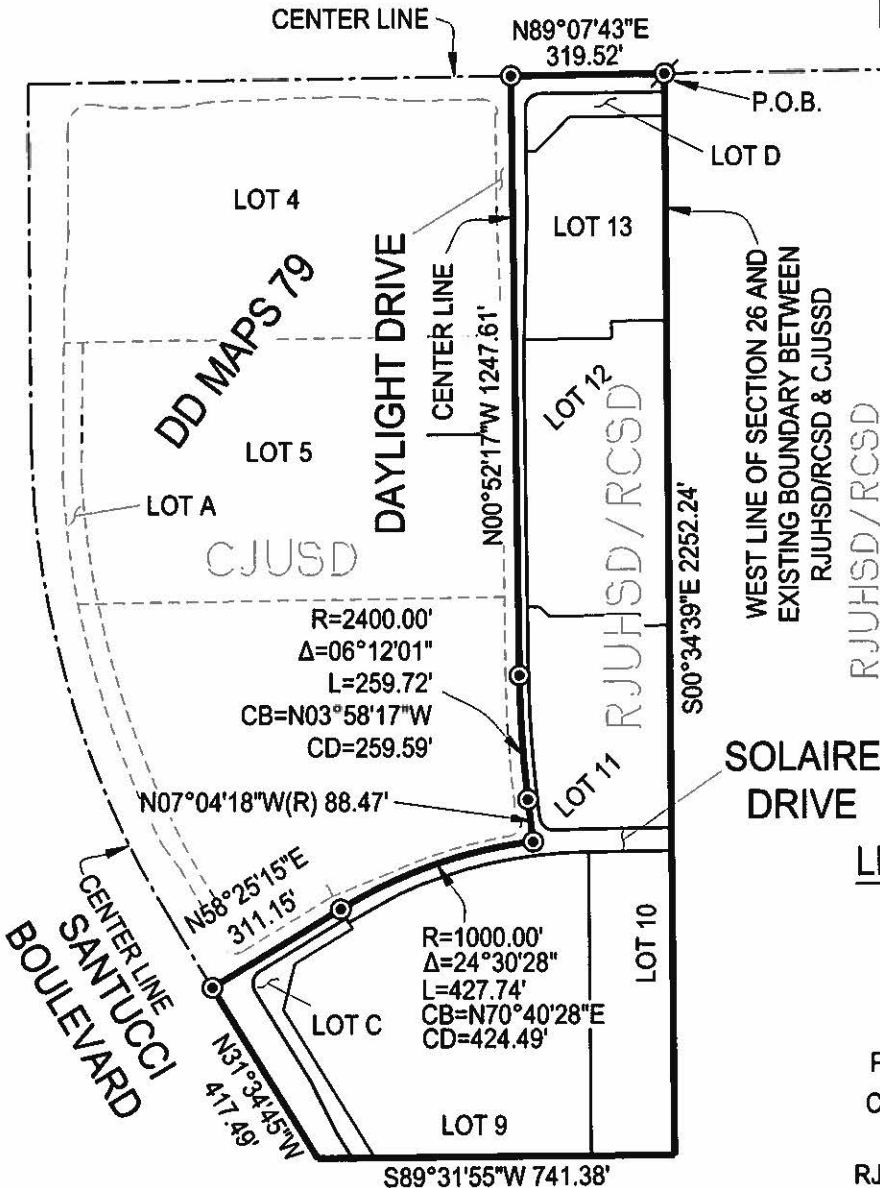 CENTER LINE
N89°07'43"E
319.52'
P.O.B.
LOT D
LOT 4
LOT 13
DD MAPS 79
DAYLIGHT DRIVE
CENTER LINE
N00°52'17"W 1247.61'
LOT 12
WEST LINE OF SECTION 26 AND
EXISTING BOUNDARY BETWEEN
RJUHSD/RCSD & CJUSSD
LOT 5
LOT A
CJUSD
RJUHSD/RCSD
S00°34'39"E 2252.24'
RJUHSD/RCSD
R=2400.00'
Δ=06°12'01"
L=259.72'
CB=N03°58'17"W
CD=259.59'
N07°04'18"W(R) 88.47'
LOT 11
SOLAIRE
DRIVE
N58°25'15"E
311.15'
CENTER LINE
SANTUCCI
BOULEVARD
R=1000.00'
Δ=24°30'28"
L=427.74'
CB=N70°40'28"E
CD=424.49'
LOT 10
LOT C
N31°34'45"W
417.49'
LOT 9
S89°31'55"W 741.38'